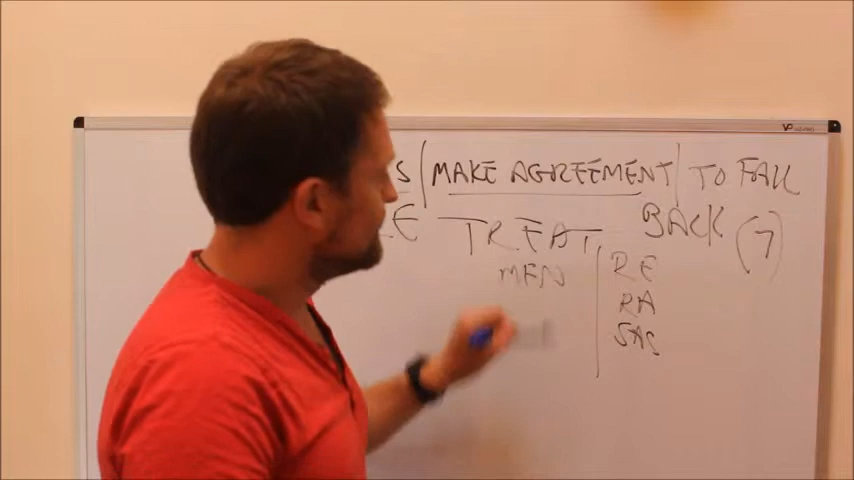 S | MAKE AGREEMENT | TO FALL
BACK (7)
E TREAT
MEN
RE
RA
SAS